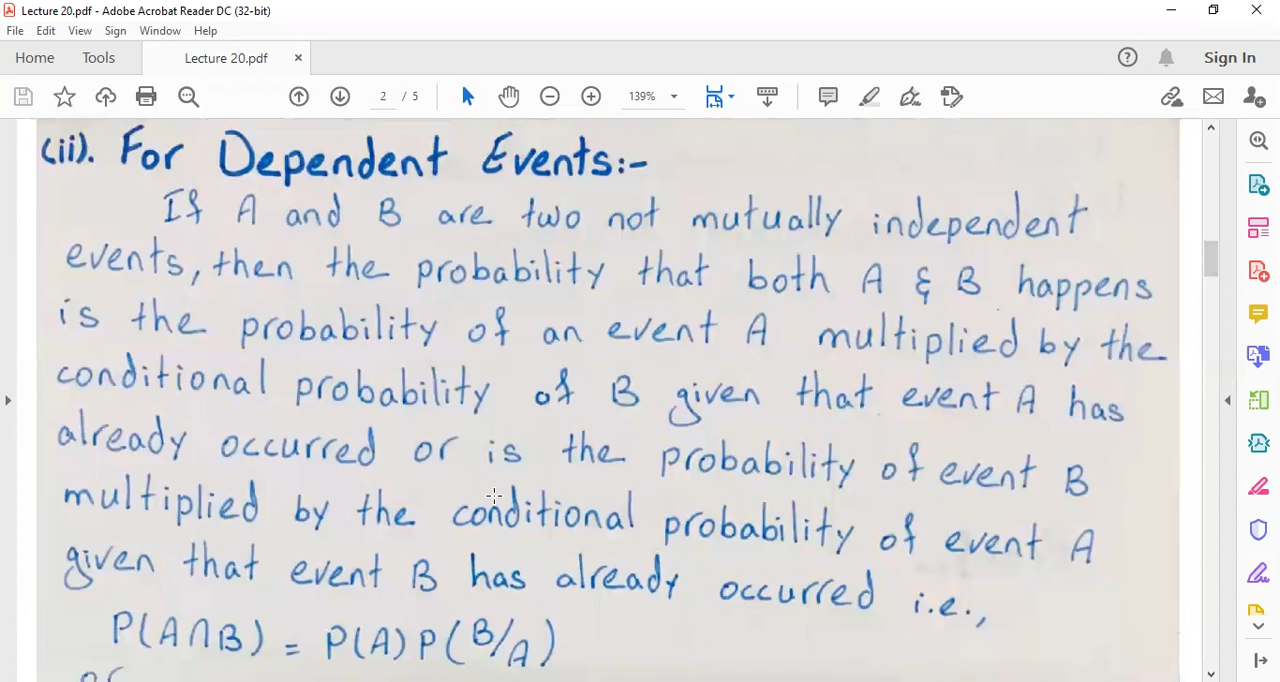 Lecture 20.pdf - Adobe Acrobat Reader DC (32-bit)
File Edit View Sign Window Help
Home Tools Lecture 20.pdf × Sign In
2 / 5 139%
(ii). For Dependent Events:-
If A and B are two not mutually independent
events, then the probability that both A & B happens
is the probability of an event A multiplied by the
conditional probability of B given that event A has
already occurred or is the probability of event B
multiplied by the conditional probability of event A
given that event B has already occurred i.e.,
P(A∩B) = P(A) P(B/A)